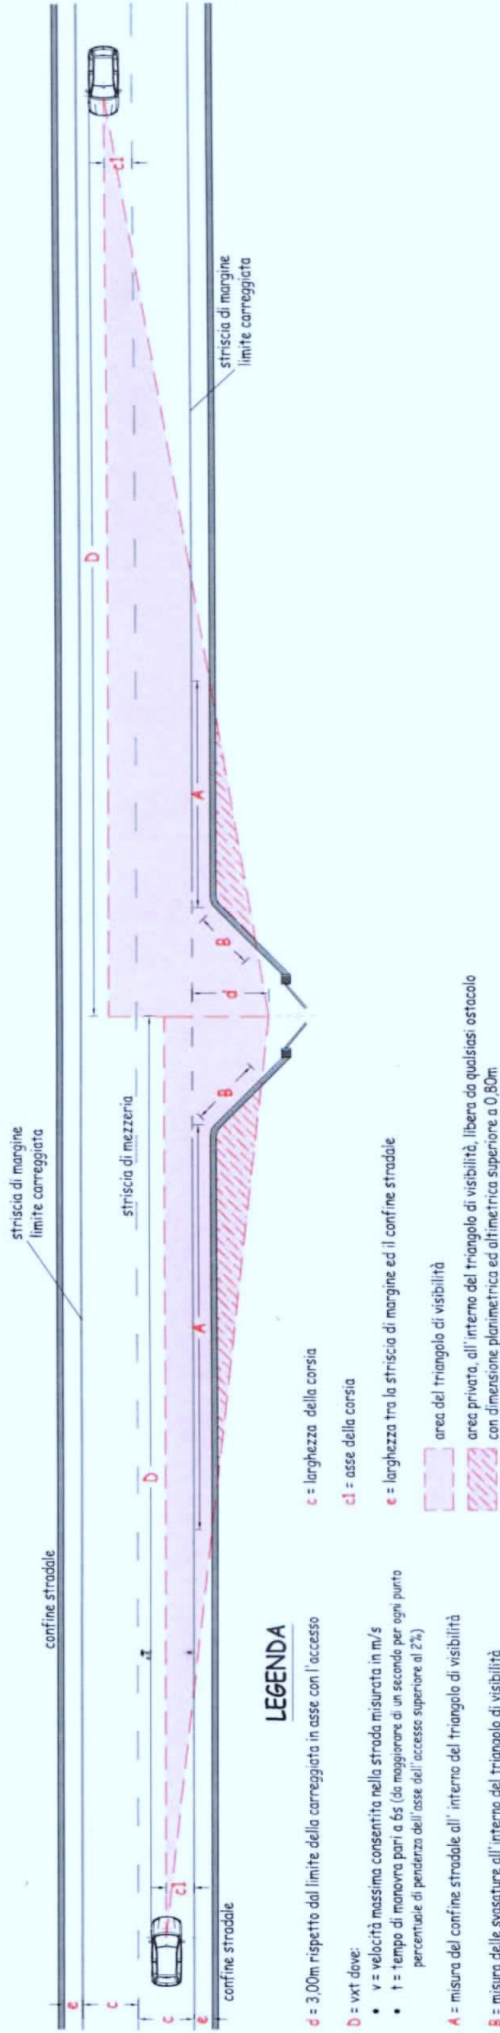 confine stradale
striscia di margine
limite carreggiata
striscia di mezzeria
striscia di margine
limite carreggiata
confine stradale
e
c
c
e
c1
D
A
B
d
B
A
D
c1
LEGENDA
d = 3,00m rispetto dal limite della carreggiata in asse con l'accesso
D = vxt dove:
• v = velocità massima consentita nella strada misurata in m/s
• t = tempo di manovra pari a 6s (da maggiorare di un secondo per ogni punto
percentuale di pendenza dell'asse dell'accesso superiore al 2%)
A = misura del confine stradale all' interno del triangolo di visibilità
B = misura delle svasature all'interno del triangolo di visibilità
c = larghezza della corsia
c1 = asse della corsia
e = larghezza tra la striscia di margine ed il confine stradale
area del triangolo di visibilità
area privata, all'interno del triangolo di visibilità, libera da qualsiasi ostacolo
con dimensione planimetrica ed altimetrica superiore a 0,80m